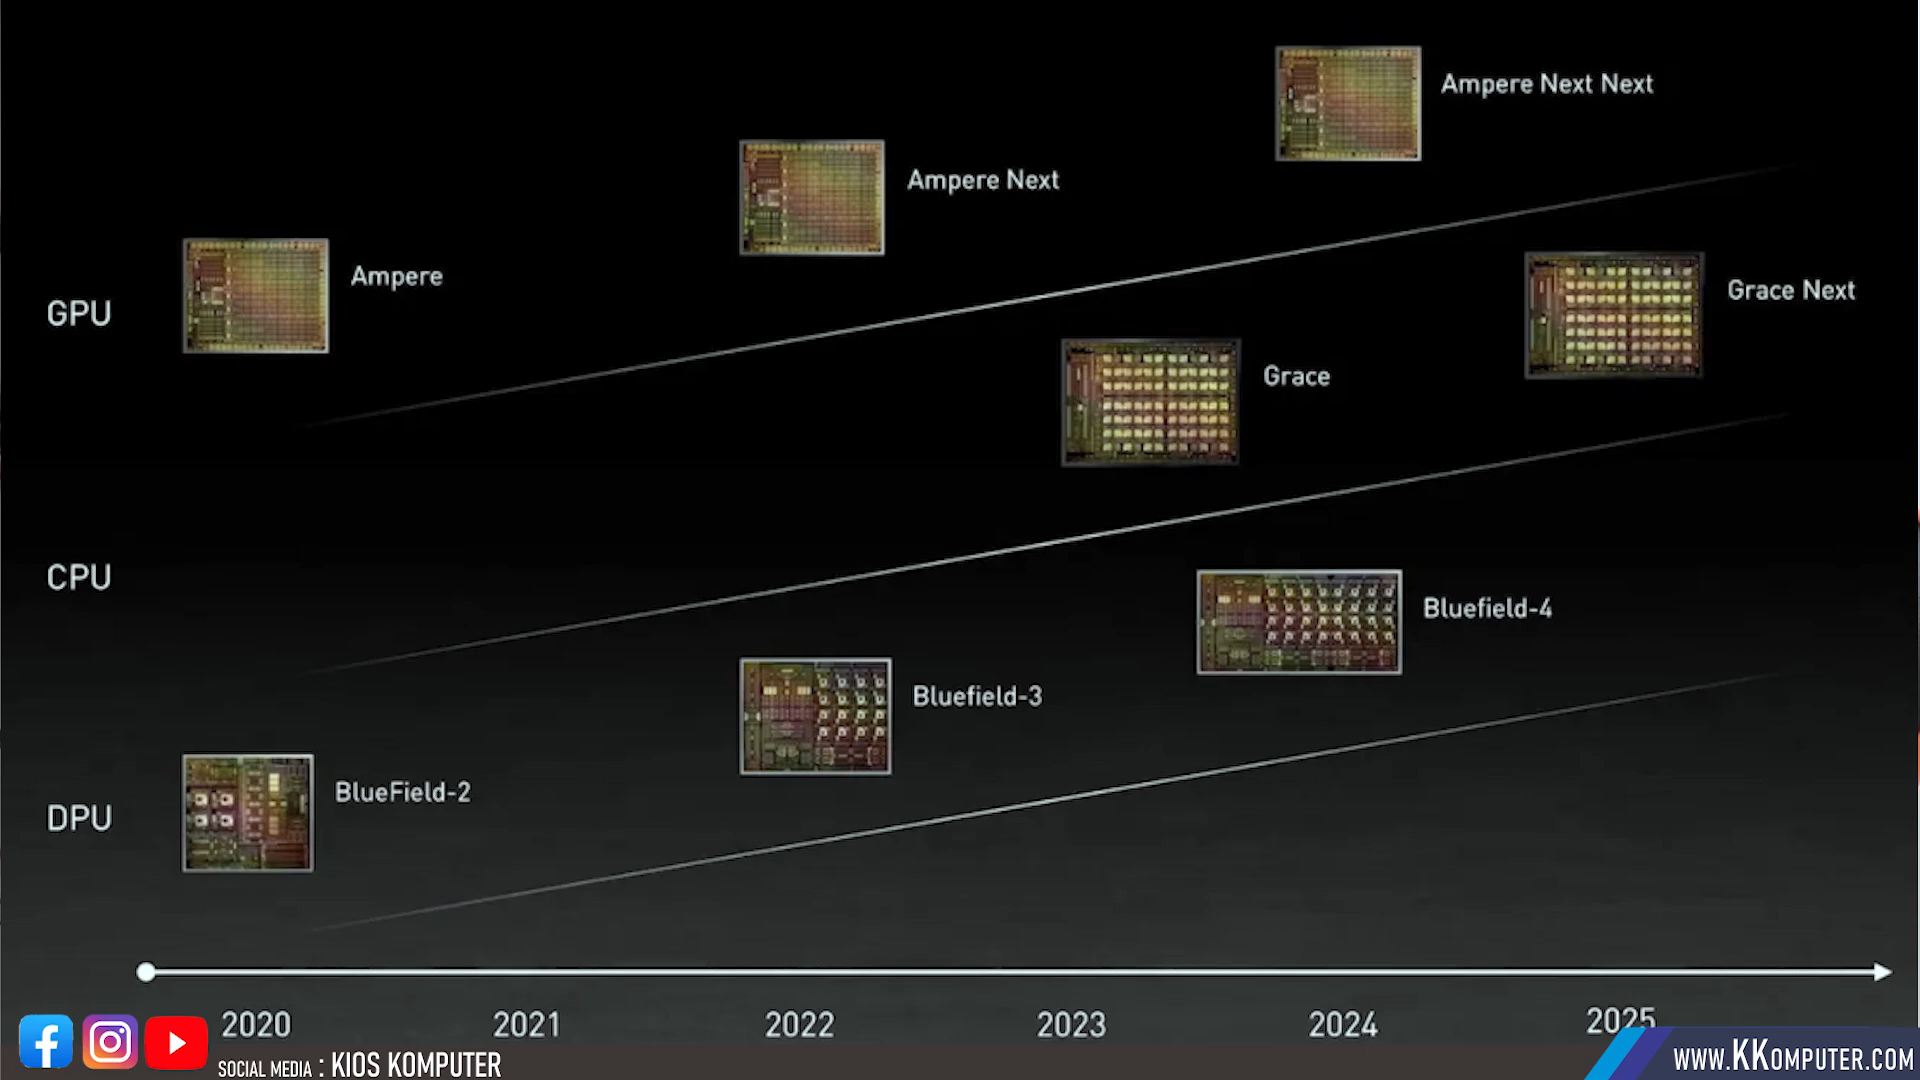 Ampere Next Next
Ampere Next
Ampere
GPU
Grace Next
Grace
CPU
Bluefield-4
Bluefield-3
BlueField-2
DPU
2020
2021
2022
2023
2024
2025
SOCIAL MEDIA : KIOS KOMPUTER
WWW.KKOMPUTER.COM